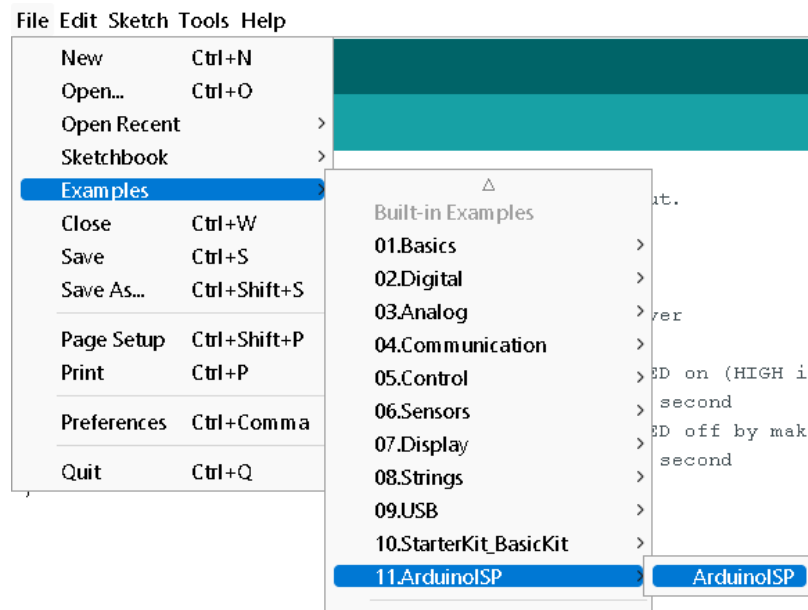 File Edit Sketch Tools Help
New Ctrl+N
Open... Ctrl+O
Open Recent
Sketchbook
Examples
Close Ctrl+W
Save Ctrl+S
Save As... Ctrl+Shift+S
Page Setup Ctrl+Shift+P
Print Ctrl+P
Preferences Ctrl+Comma
Quit Ctrl+Q
Built-in Examples
01.Basics
02.Digital
03.Analog
04.Communication
05.Control
06.Sensors
07.Display
08.Strings
09.USB
10.StarterKit_BasicKit
11.ArduinoISP
ArduinoISP
ut.
ver
ED on (HIGH i
second
ED off by mak
second